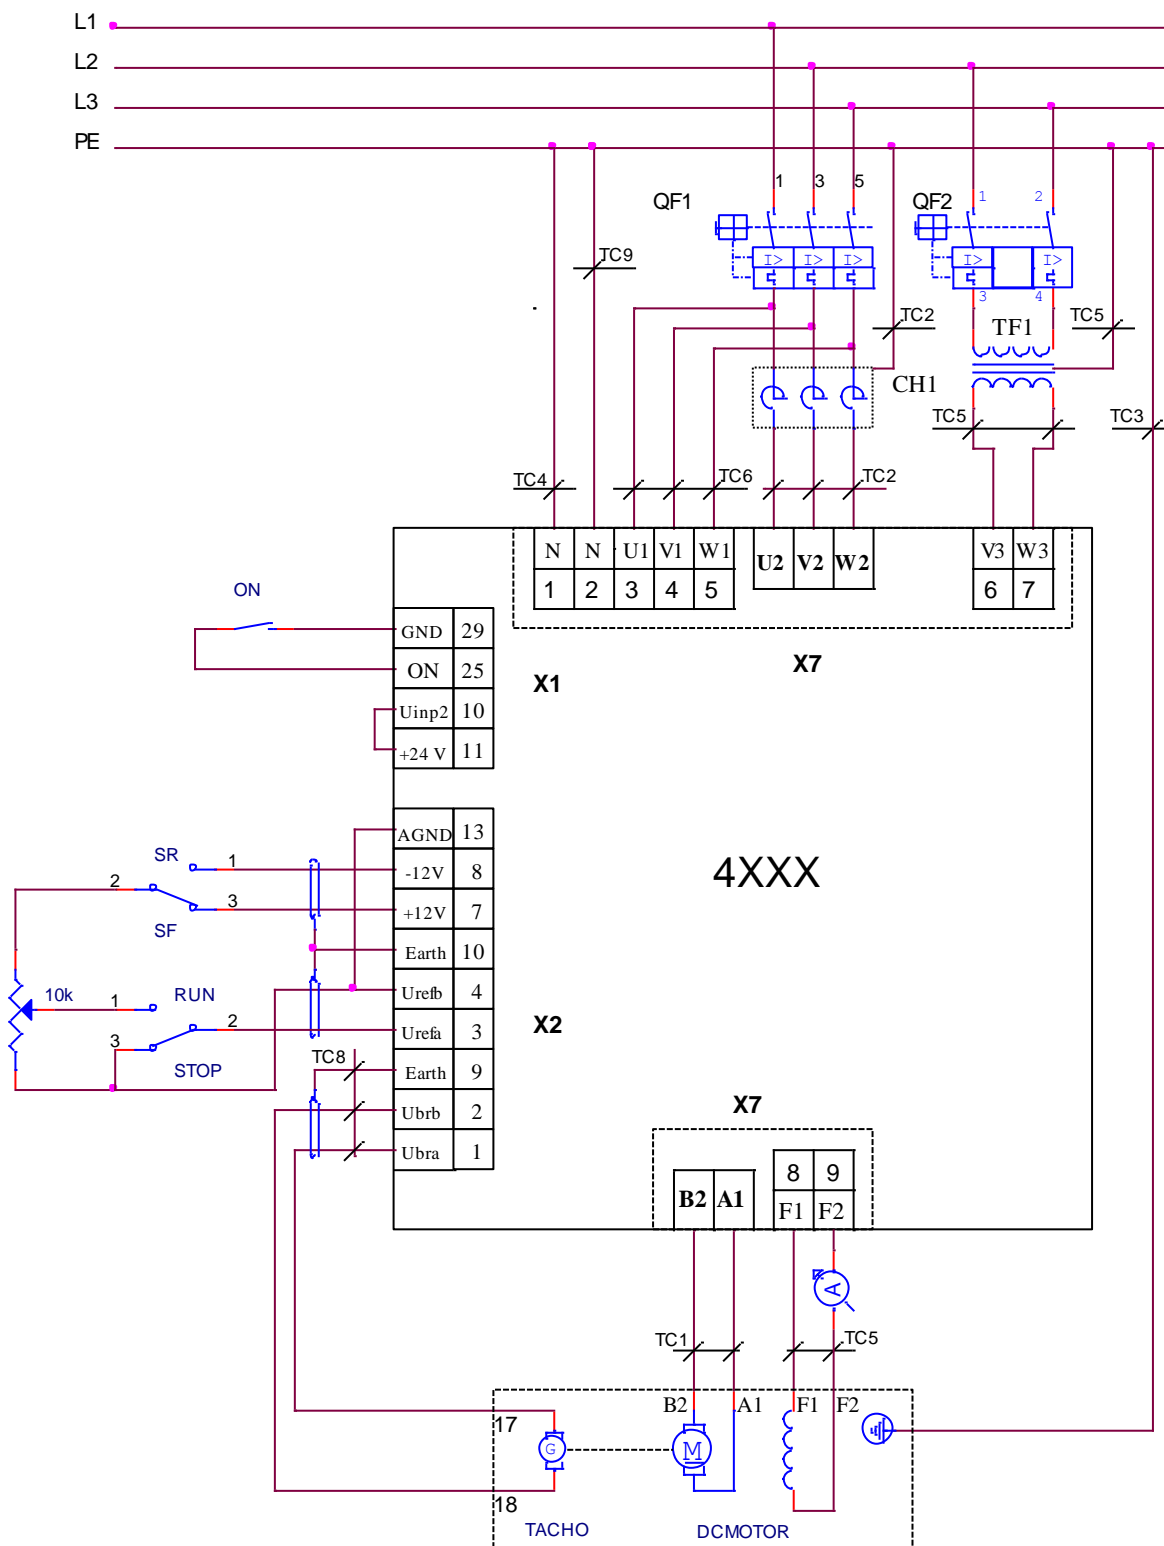 L1
L2
L3
PE
QF1
1
3
5
QF2
1
2
TC9
I> I> I>
I> I>
3
4
TC2
TF1
TC5
CH1
TC5
TC3
TC4
TC6
TC2
N N U1 V1 W1
U2 V2 W2
V3 W3
1 2 3 4 5
6 7
ON
GND 29
ON 25
Uinp2 10
+24 V 11
X1
X7
AGND 13
-12V 8
+12V 7
Earth 10
Urefb 4
Urefa 3
Earth 9
Ubrb 2
Ubra 1
4XXX
X2
SR
1
2
3
SF
10k
1
RUN
2
3
STOP
TC8
X7
8 9
B2 A1
F1 F2
A
TC1
TC5
B2 A1 F1 F2
17
G
M
18
TACHO
DCMOTOR